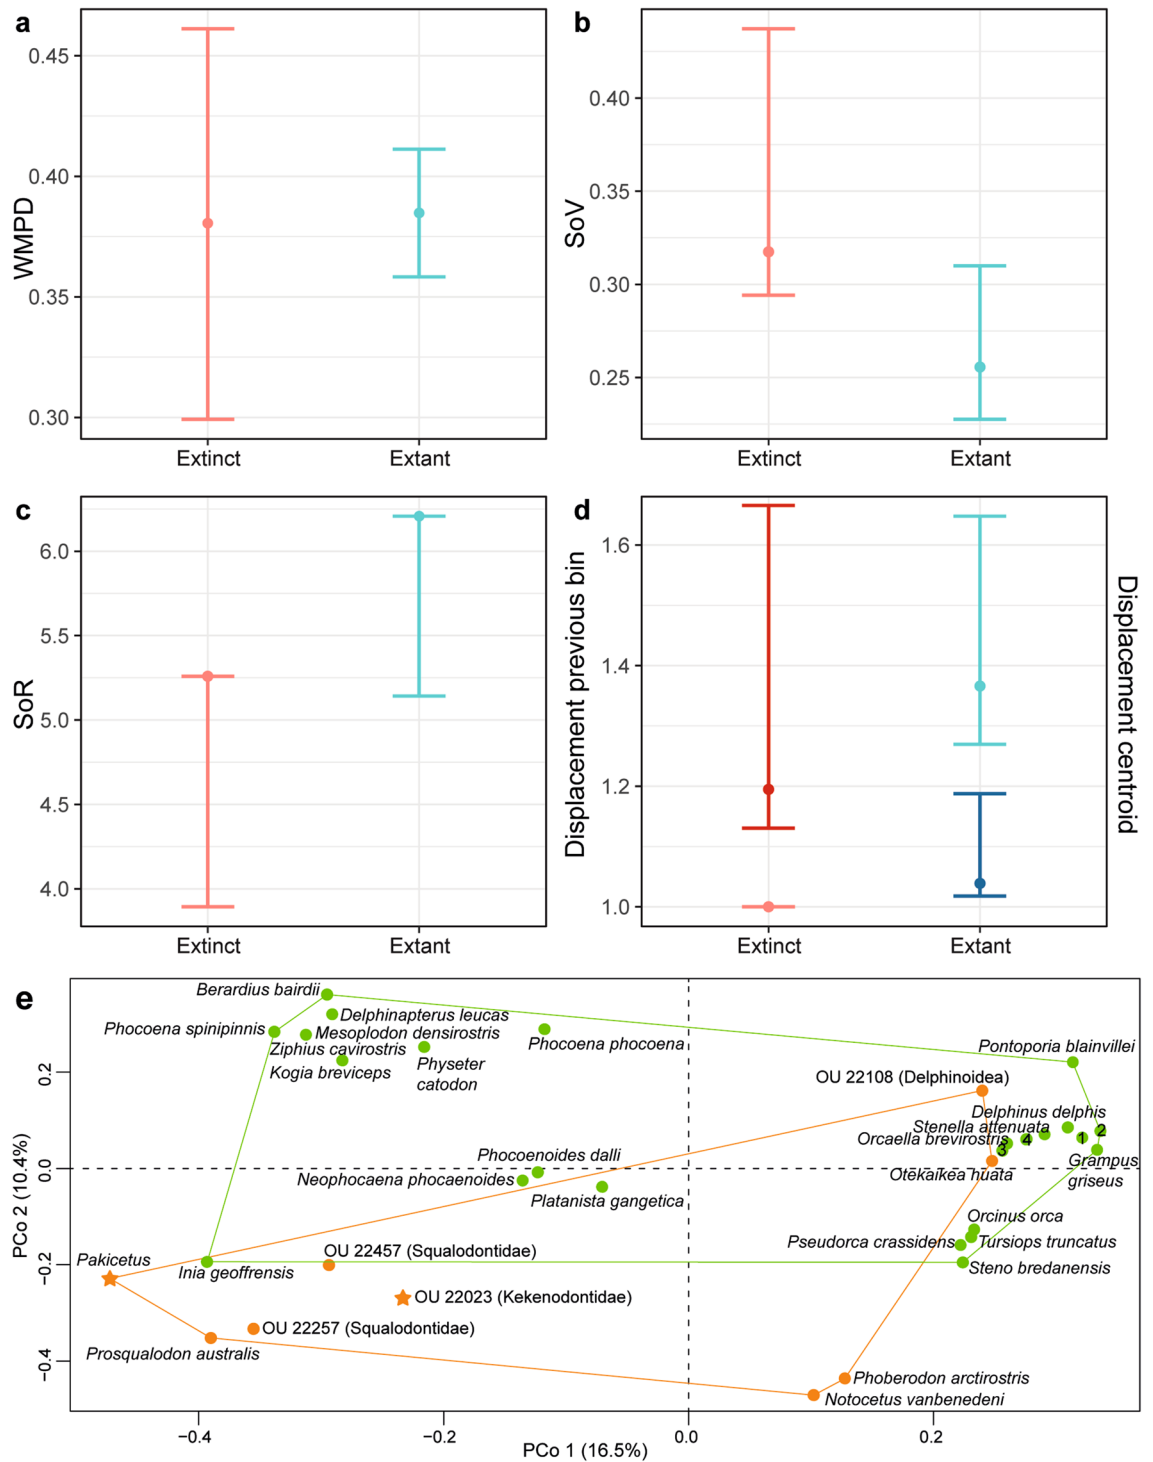 a
0.45
0.40
0.35
0.30
WMPD
Extinct
Extant
b
0.40
0.35
0.30
0.25
SoV
Extinct
Extant
c
6.0
5.5
5.0
4.5
4.0
SoR
Extinct
Extant
d
1.6
1.4
1.2
1.0
Displacement previous bin
Displacement centroid
Extinct
Extant
e
Berardius bairdii
Delphinapterus leucas
Phocoena spinipinnis
Mesoplodon densirostris
Ziphius cavirostris
Kogia breviceps
Physeter
catodon
Phocoena phocoena
Pontoporia blainvillei
OU 22108 (Delphinoidea)
Delphinus delphis
Stenella attenuata
Orcaella brevirostris
3
4
1
2
Grampus
griseus
Otekaikea huata
Phocoenoides dalli
Neophocaena phocaenoides
Platanista gangetica
Orcinus orca
Pseudorca crassidens
Tursiops truncatus
Steno bredanensis
Pakicetus
Inia geoffrensis
OU 22457 (Squalodontidae)
OU 22023 (Kekenodontidae)
OU 22257 (Squalodontidae)
Prosqualodon australis
Phoberodon arctirostris
Notocetus vanbenedeni
0.2
0.0
−0.2
−0.4
PCo 2 (10.4%)
−0.4
−0.2
0.0
0.2
PCo 1 (16.5%)